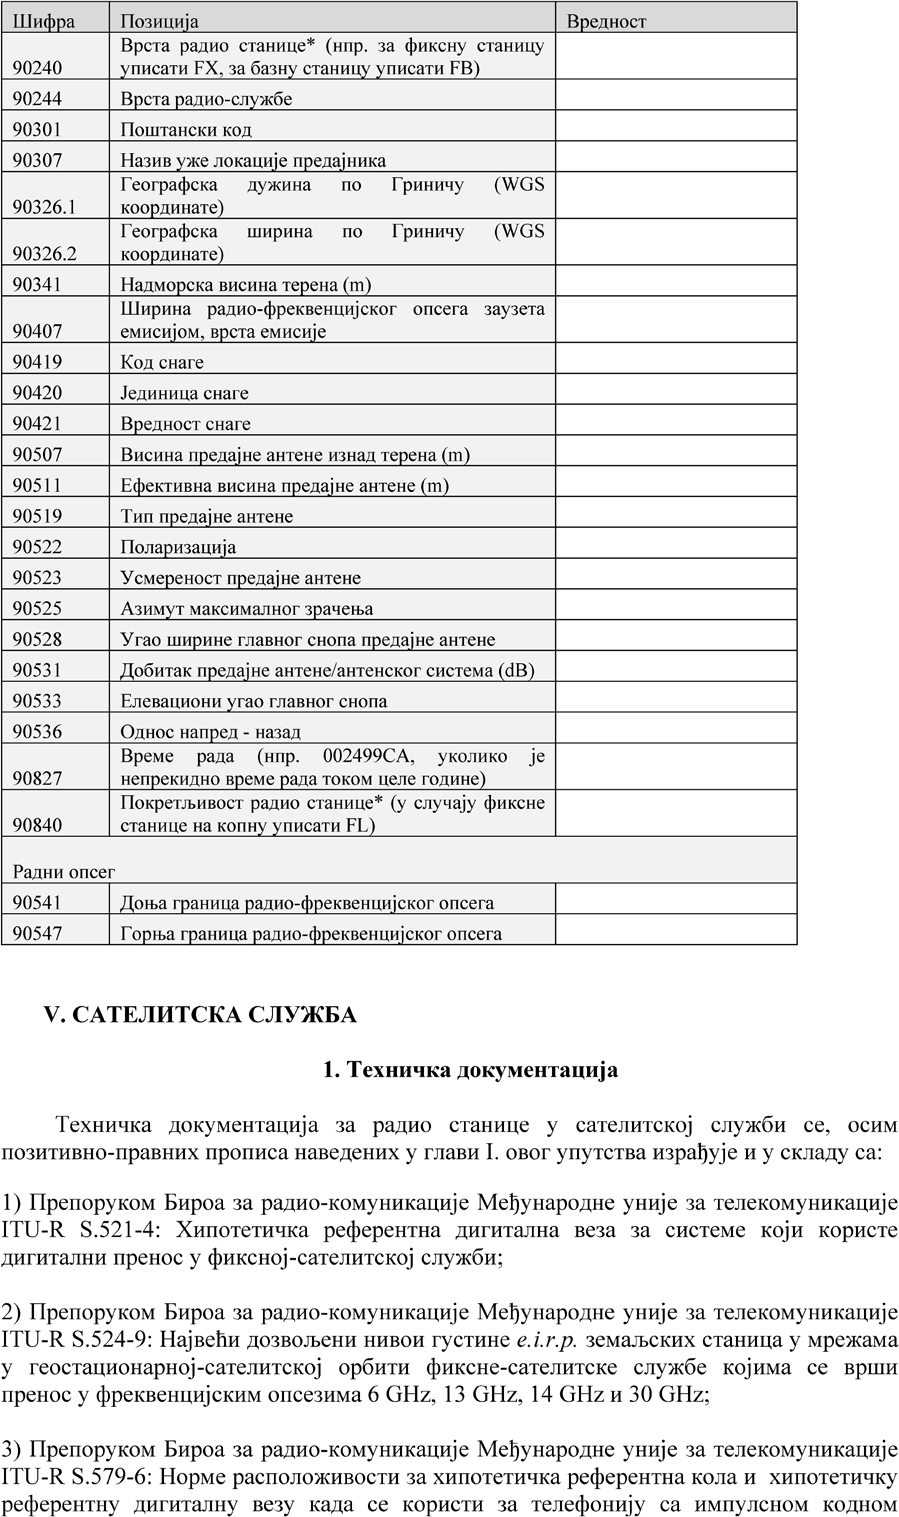 Шифра Позиција Вредност
90240 Врста радио станице* (нпр. за фиксну станицу
уписати FX, за базну станицу уписати FB)
90244 Врста радио-службе
90301 Поштански код
90307 Назив уже локације предајника
90326.1 Географска дужина по Гриничу (WGS
координате)
90326.2 Географска ширина по Гриничу (WGS
координате)
90341 Надморска висина терена (m)
90407 Ширина радио-фреквенцијског опсега заузета
емисијом, врста емисије
90419 Код снаге
90420 Јединица снаге
90421 Вредност снаге
90507 Висина предајне антене изнад терена (m)
90511 Ефективна висина предајне антене (m)
90519 Тип предајне антене
90522 Поларизација
90523 Усмереност предајне антене
90525 Азимут максималног зрачења
90528 Угао ширине главног снопа предајне антене
90531 Добитак предајне антене/антенског система (dB)
90533 Елевациони угао главног снопа
90536 Однос напред - назад
90827 Време рада (нпр. 002499CA, уколико је
непрекидно време рада током целе године)
90840 Покретљивост радио станице* (у случају фиксне
станице на копну уписати FL)
Радни опсег
90541 Доња граница радио-фреквенцијског опсега
90547 Горња граница радио-фреквенцијског опсега
V. САТЕЛИТСКА СЛУЖБА
1. Техничка документација
Техничка документација за радио станице у сателитској служби се, осим
позитивно-правних прописа наведених у глави I. овог упутства израђује и у складу са:
1) Препоруком Бироа за радио-комуникације Међународне уније за телекомуникације
ITU-R S.521-4: Хипотетичка референтна дигитална веза за системе који користе
дигитални пренос у фиксној-сателитској служби;
2) Препоруком Бироа за радио-комуникације Међународне уније за телекомуникације
ITU-R S.524-9: Највећи дозвољени нивои густине e.i.r.p. земаљских станица у мрежама
у геостационарној-сателитској орбити фиксне-сателитске службе којима се врши
пренос у фреквенцијским опсезима 6 GHz, 13 GHz, 14 GHz и 30 GHz;
3) Препоруком Бироа за радио-комуникације Међународне уније за телекомуникације
ITU-R S.579-6: Норме расположивости за хипотетичка референтна кола и хипотетичку
референтну дигиталну везу када се користи за телефонију са импулсном кодном